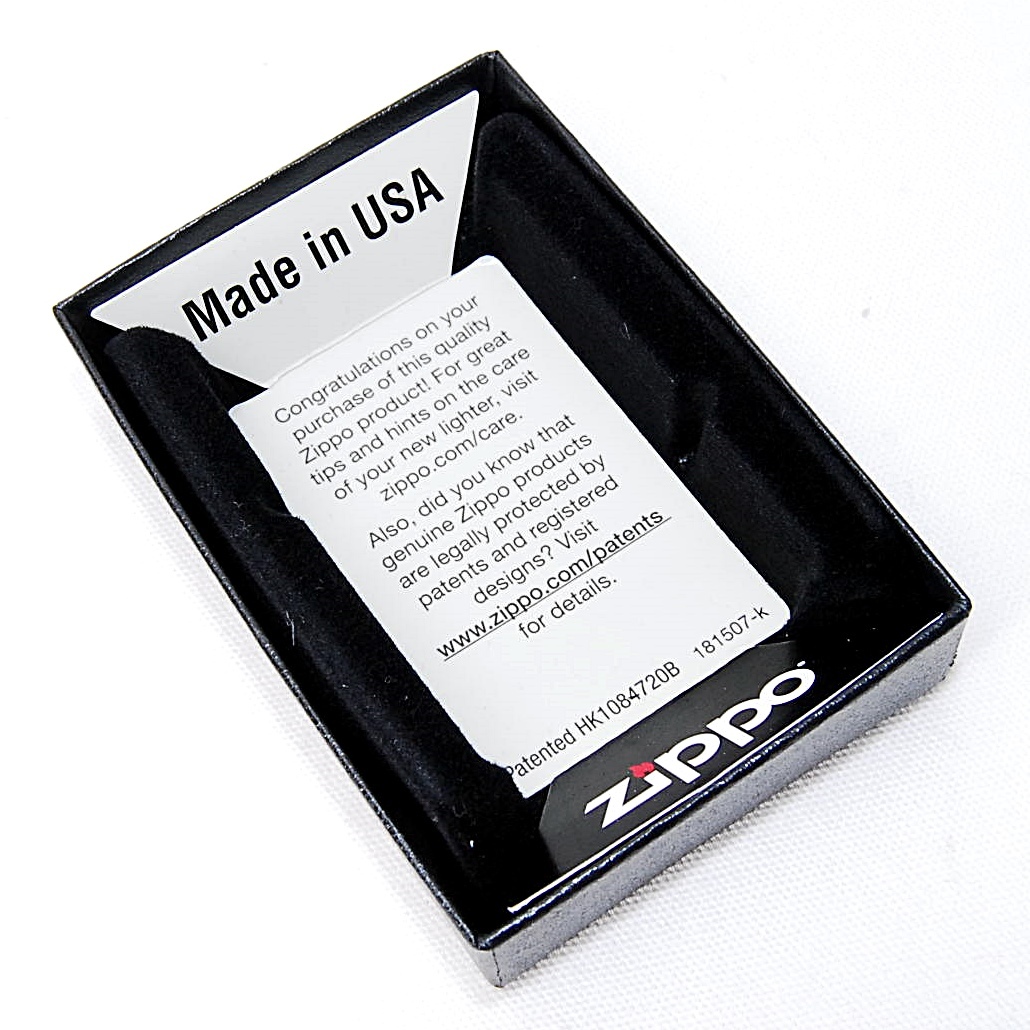 Made in USA
Congratulations on your
purchase of this quality
Zippo product! For great
tips and hints on the care
of your new lighter, visit
zippo.com/care.
Also, did you know that
genuine Zippo products
are legally protected by
patents and registered
designs? Visit
www.zippo.com/patents
for details.
Patented HK1084720B 181507-k
zippo